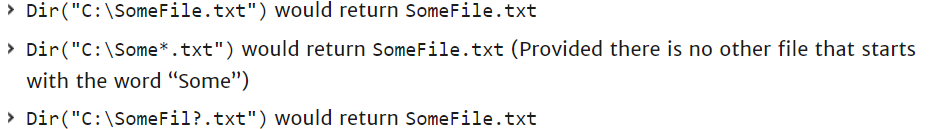 Dir("C:\SomeFile.txt") would return SomeFile.txt
Dir("C:\Some*.txt") would return SomeFile.txt (Provided there is no other file that starts
with the word “Some”)
Dir("C:\SomeFil?.txt") would return SomeFile.txt